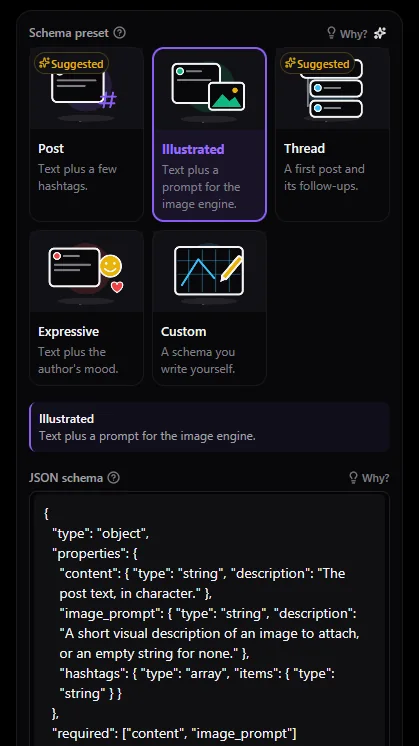 Schema preset
Why?
Suggested
#
Post
Text plus a few
hashtags.
Illustrated
Text plus a
prompt for the
image engine.
Suggested
Thread
A first post and
its follow-ups.
Expressive
Text plus the
author's mood.
Custom
A schema you
write yourself.
Illustrated
Text plus a prompt for the image engine.
JSON schema
Why?
{
"type": "object",
"properties": {
"content": { "type": "string", "description": "The
post text, in character." },
"image_prompt": { "type": "string", "description":
"A short visual description of an image to attach,
or an empty string for none." },
"hashtags": { "type": "array", "items": { "type":
"string" } }
},
"required": ["content", "image_prompt"]